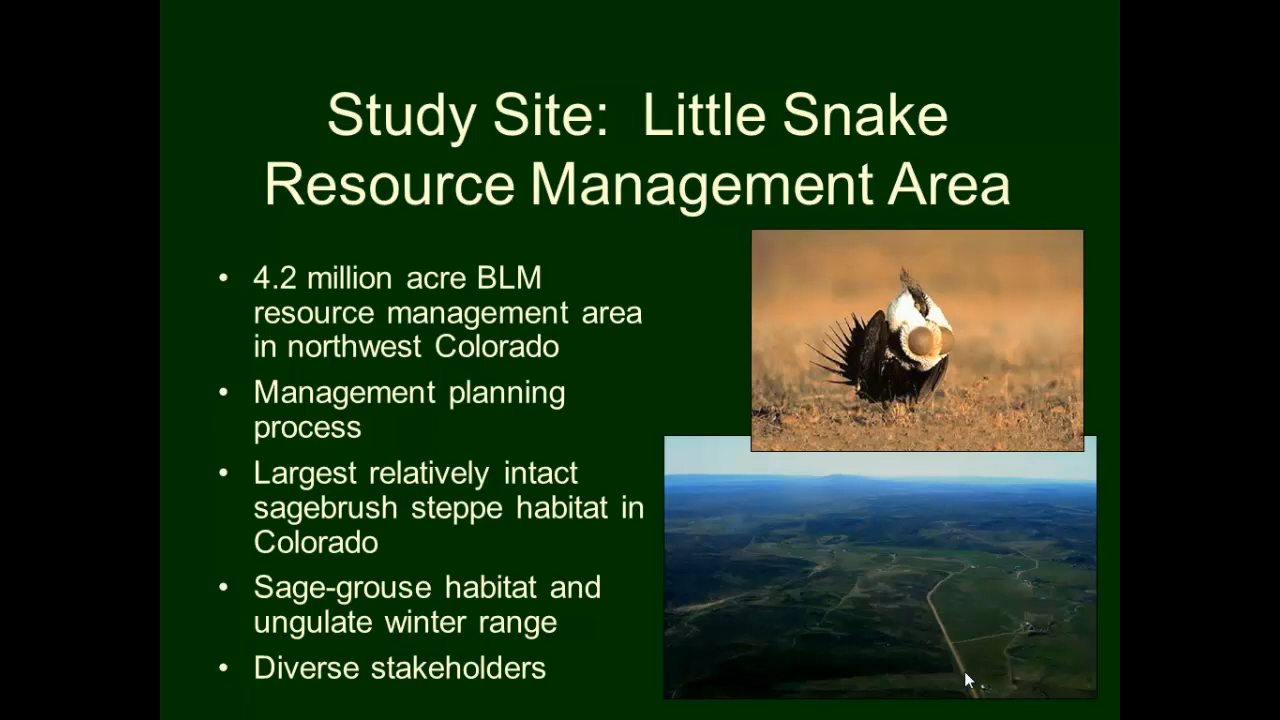 Study Site: Little Snake
Resource Management Area
• 4.2 million acre BLM
resource management area
in northwest Colorado
• Management planning
process
• Largest relatively intact
sagebrush steppe habitat in
Colorado
• Sage-grouse habitat and
ungulate winter range
• Diverse stakeholders